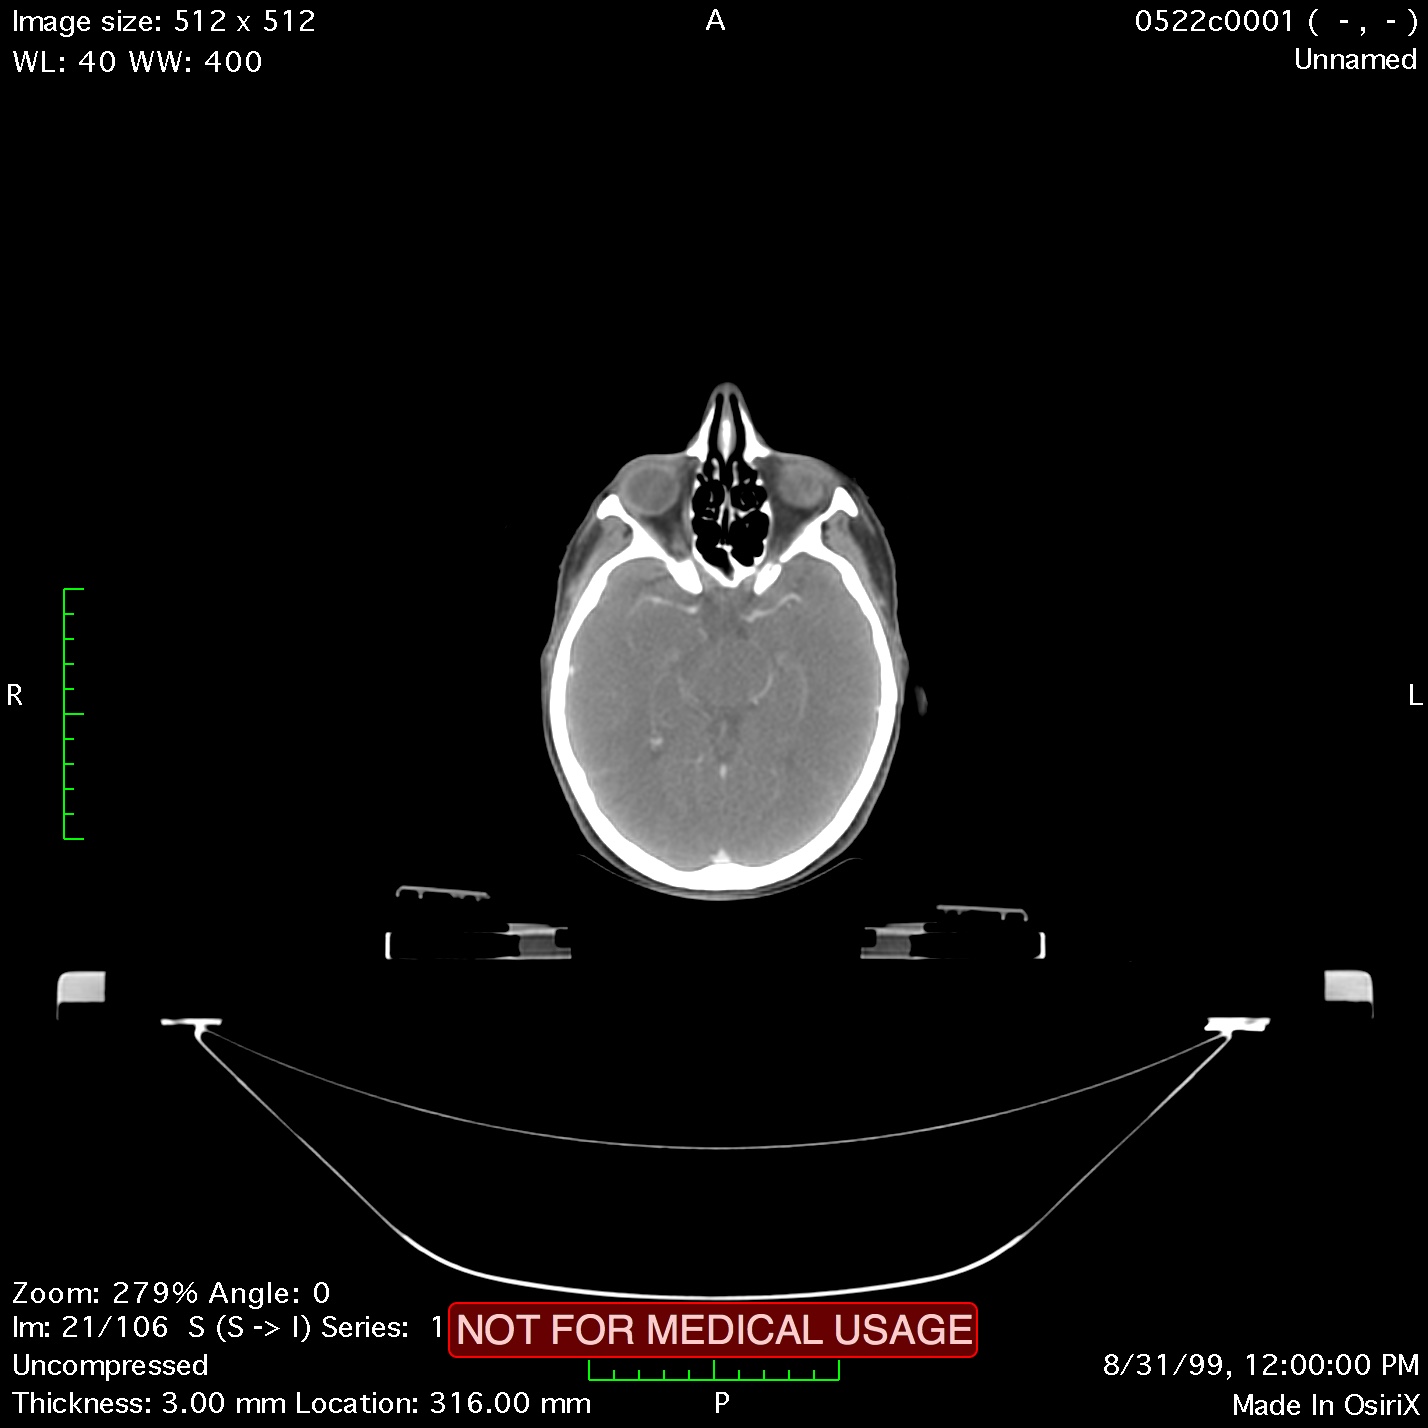 Image size: 512 x 512
WL: 40 WW: 400
A
0522c0001 ( -, -)
Unnamed
R
L
Zoom: 279% Angle: 0
Im: 21/106 S (S -> I) Series: 1
Uncompressed
Thickness: 3.00 mm Location: 316.00 mm
NOT FOR MEDICAL USAGE
P
8/31/99, 12:00:00 PM
Made In OsiriX